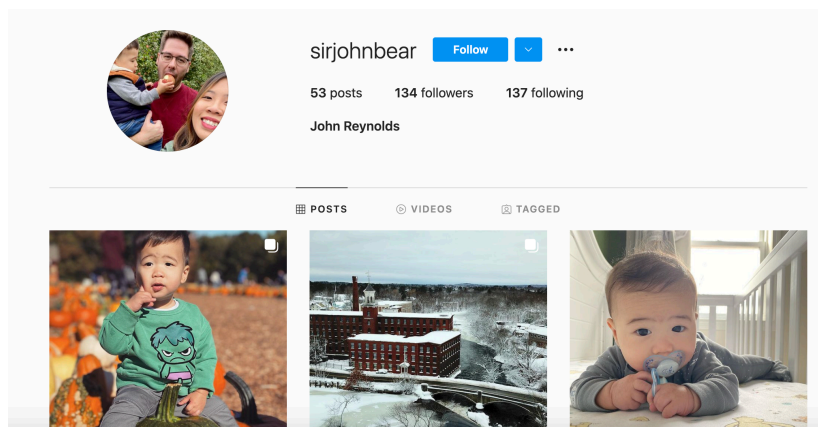 sirjohnbear Follow
53 posts 134 followers 137 following
John Reynolds
POSTS VIDEOS TAGGED